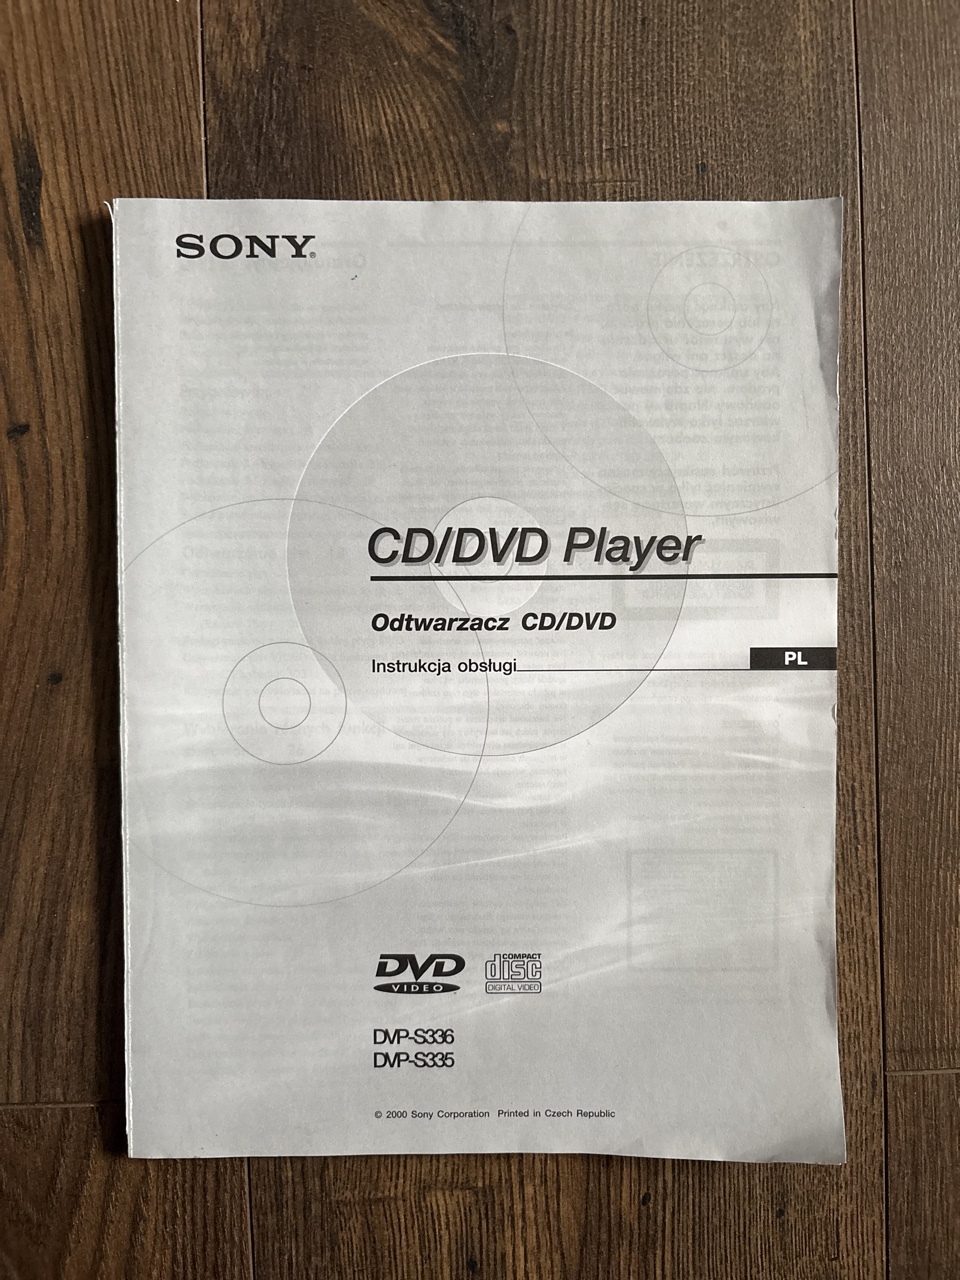 SONY®
CD/DVD Player
Odtwarzacz CD/DVD
Instrukcja obsługi
PL
DVD
VIDEO
COMPACT
disc
DIGITAL VIDEO
DVP-S336
DVP-S335
© 2000 Sony Corporation Printed in Czech Republic